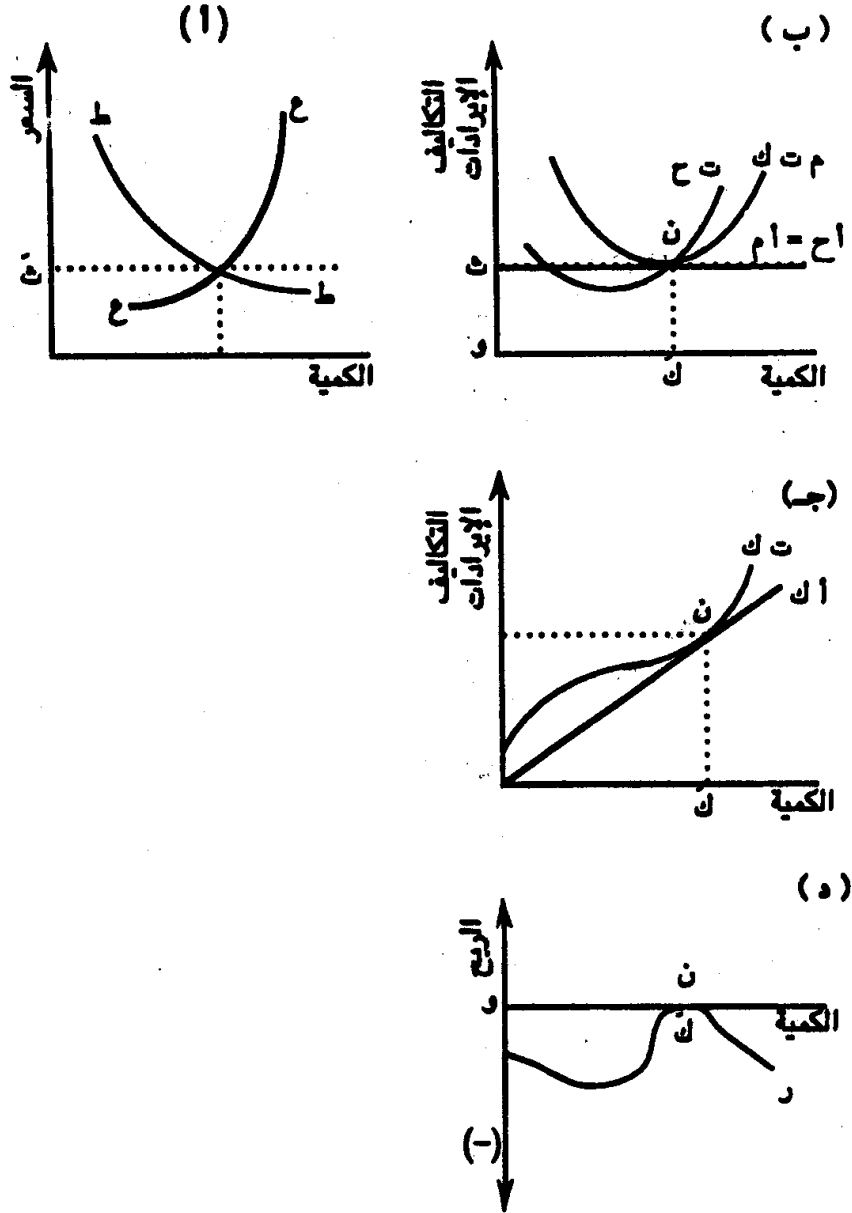 (أ)
السعر
ط
ع
ع
ط
الكمية
(ب)
التكاليف
الإيرادات
ت ح
م ت ك
ن
أح = أم
و
ك
الكمية
(جـ)
التكاليف
الإيرادات
ت ك
أ ك
ن
ك
الكمية
(د)
الربح
ن
و
ك
الكمية
ر
(–)